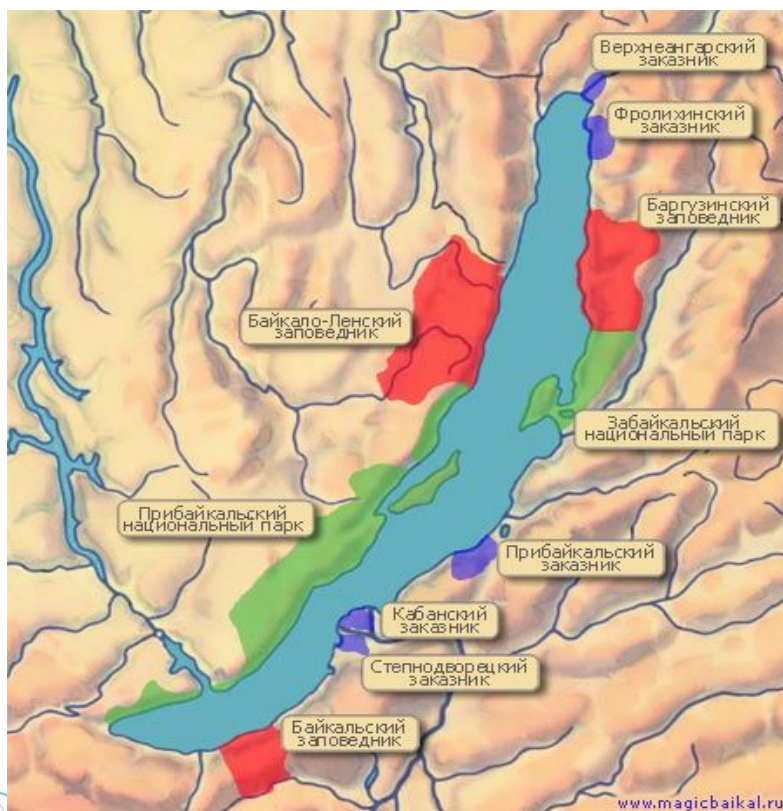 Верхнеангарский
заказник
Фролихинский
заказник
Баргузинский
заповедник
Байкало-Ленский
заповедник
Забайкальский
национальный парк
Прибайкальский
национальный парк
Прибайкальский
заказник
Кабанский
заказник
Степнодворецкий
заказник
Байкальский
заповедник
www.magicbaikal.ru